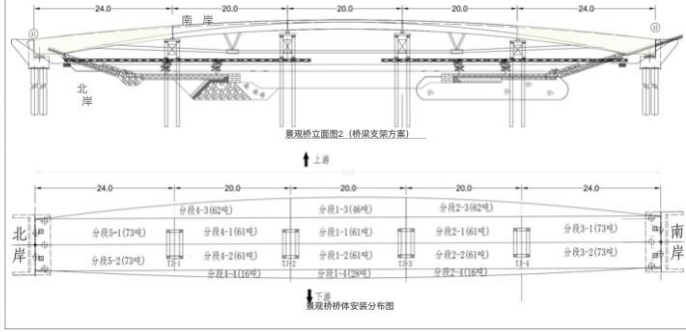 24.0 20.0 20.0 20.0 24.0
南 岸
北
岸
景观桥立面图2（桥梁支架方案）
上游
24.0 20.0 20.0 20.0 24.0
分段4-3(62吨) 分段1-3(46吨) 分段2-3(62吨)
北 分段5-1(73吨) 分段4-1(61吨) 分段1-1(61吨) 分段2-1(61吨) 分段3-1(73吨) 南
岸 分段5-2(73吨) 分段4-2(61吨) 分段1-2(61吨) 分段2-2(61吨) 分段3-2(73吨) 岸
TJ-1 TJ-2 TJ-3 TJ-4
分段4-4(16吨) 分段1-4(28吨) 分段2-4(16吨)
下游
景观桥桥体安装分布图